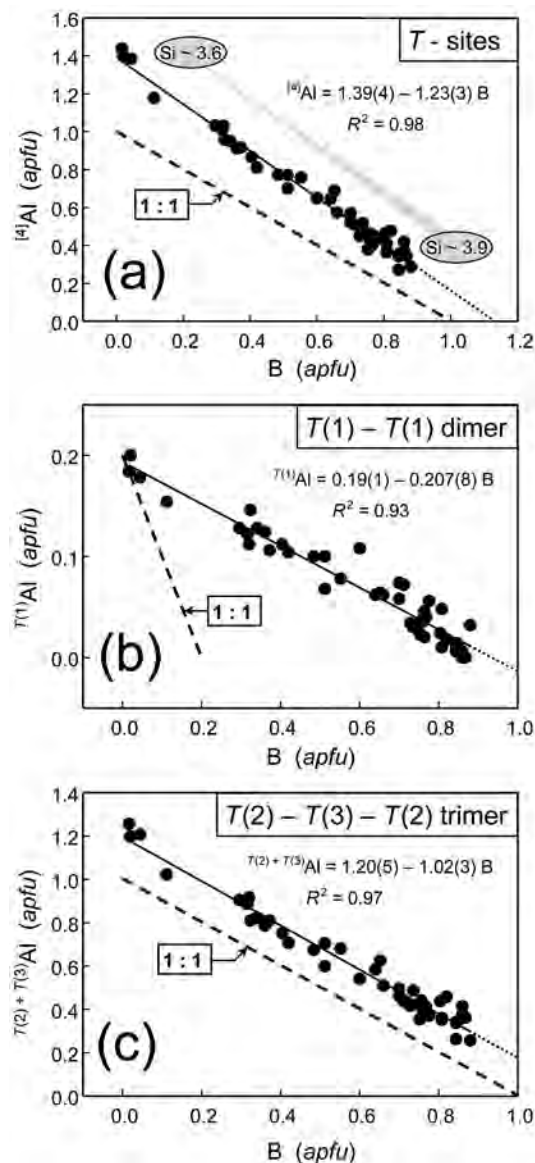 1.6
T - sites
1.4
Si ~ 3.6
1.2
[4]Al = 1.39(4) – 1.23(3) B
R² = 0.98
1.0
0.8
1 : 1
0.6
Si ~ 3.9
0.4
(a)
0.2
0.0
[4]Al (apfu)
0.0 0.2 0.4 0.6 0.8 1.0 1.2
B (apfu)
T(1) – T(1) dimer
0.2
T(1)Al = 0.19(1) – 0.207(8) B
R² = 0.93
0.1
1 : 1
(b)
0.0
T(1)Al (apfu)
0.0 0.2 0.4 0.6 0.8 1.0
B (apfu)
1.4
T(2) – T(3) – T(2) trimer
1.2
T(2) + T(3)Al = 1.20(5) – 1.02(3) B
1.0
R² = 0.97
0.8
0.6
1 : 1
0.4
(c)
0.2
0.0
T(2) + T(3)Al (apfu)
0.0 0.2 0.4 0.6 0.8 1.0
B (apfu)